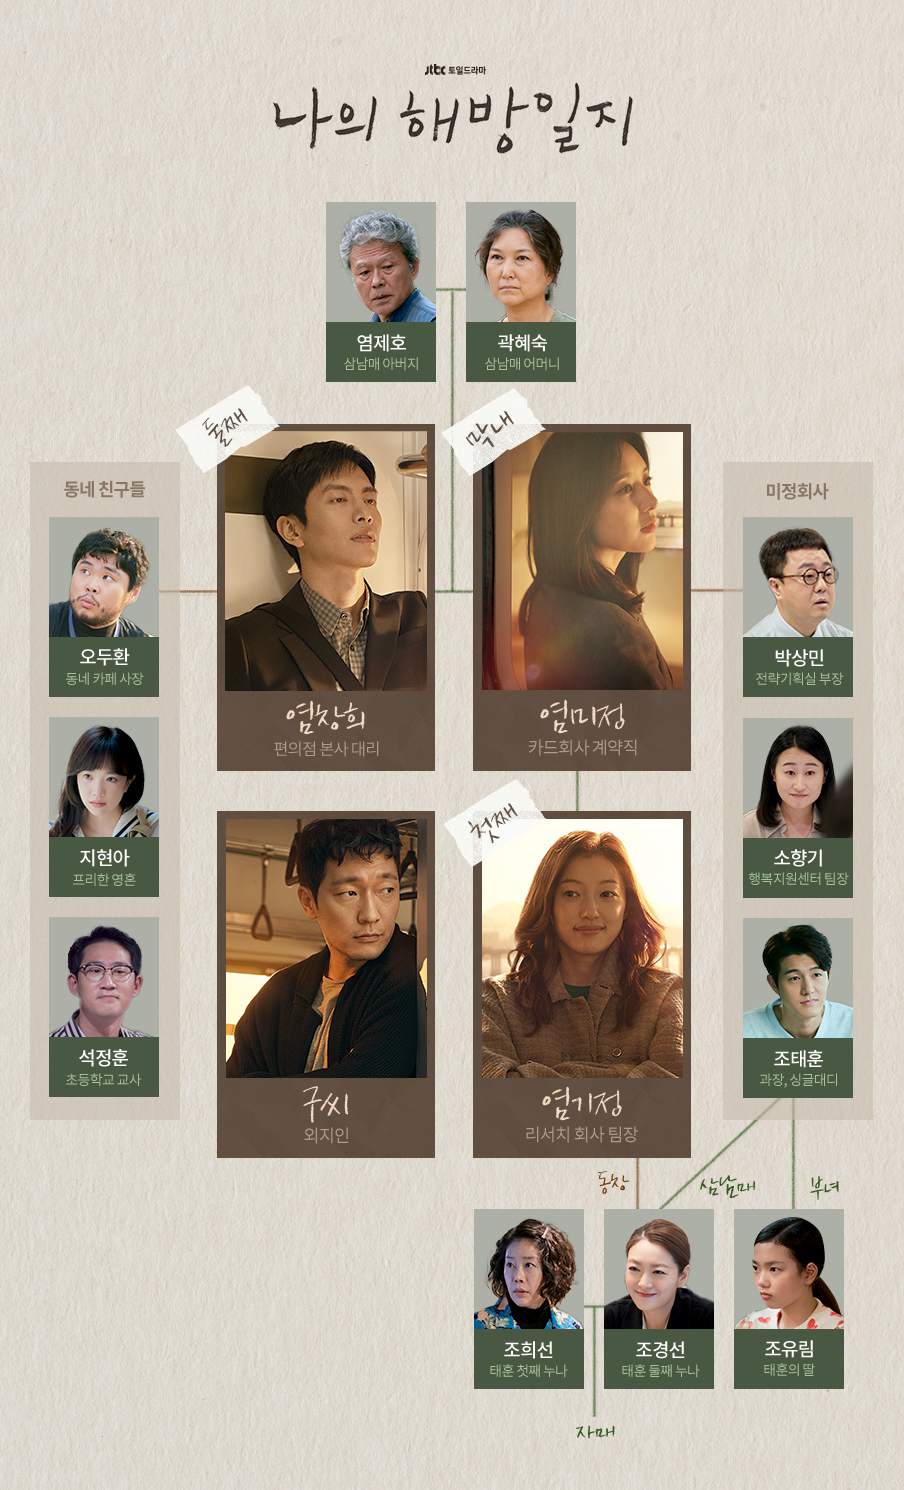 jtbc 토일드라마
나의 해방일지
염제호
삼남매 아버지
곽혜숙
삼남매 어머니
둘째
막내
동네 친구들
미정회사
오두환
동네 카페 사장
박상민
전략기획실 부장
염창희
편의점 본사 대리
염미정
카드회사 계약직
지현아
프리한 영혼
첫째
소향기
행복지원센터 팀장
석정훈
초등학교 교사
조태훈
과장, 싱글대디
구씨
외지인
염기정
리서치 회사 팀장
동창
삼남매
부녀
조희선
태훈 첫째 누나
조경선
태훈 둘째 누나
조유림
태훈의 딸
자매